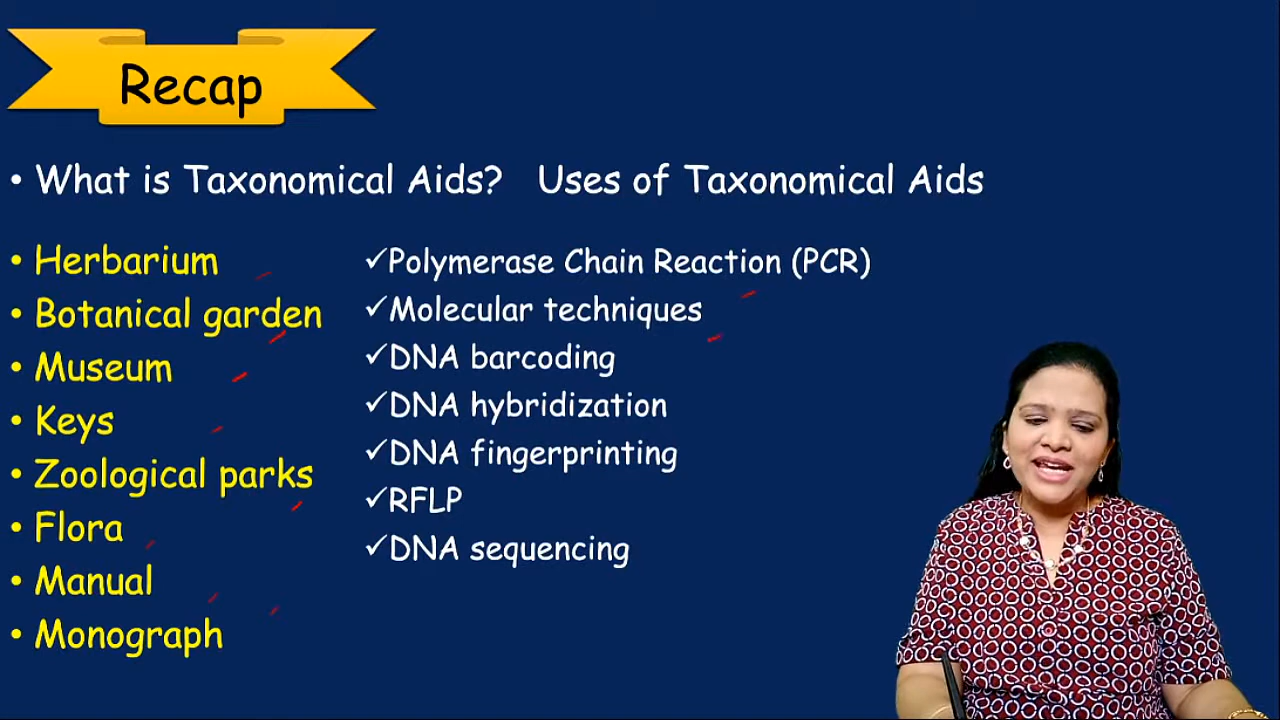 Recap
• What is Taxonomical Aids? Uses of Taxonomical Aids
• Herbarium
• Botanical garden
• Museum
• Keys
• Zoological parks
• Flora
• Manual
• Monograph
✓Polymerase Chain Reaction (PCR)
✓Molecular techniques
✓DNA barcoding
✓DNA hybridization
✓DNA fingerprinting
✓RFLP
✓DNA sequencing